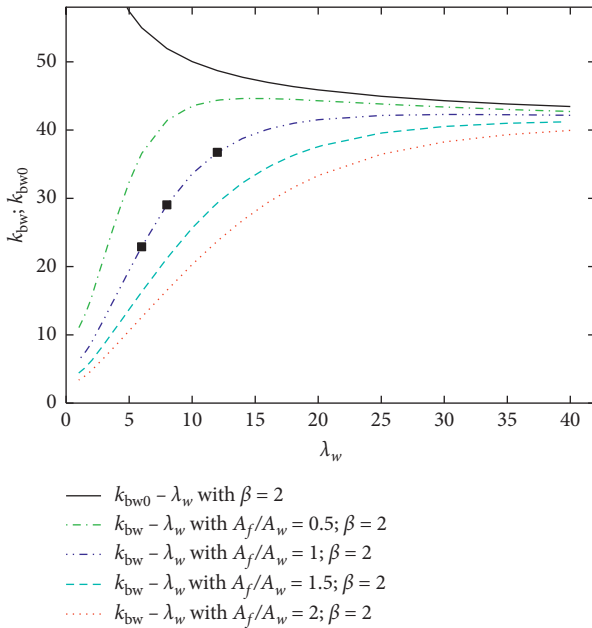 50
40
30
20
10
0
k_bw; k_bw0
0 5 10 15 20 25 30 35 40
λ_w
k_bw0 – λ_w with β = 2
k_bw – λ_w with A_f/A_w = 0.5; β = 2
k_bw – λ_w with A_f/A_w = 1; β = 2
k_bw – λ_w with A_f/A_w = 1.5; β = 2
k_bw – λ_w with A_f/A_w = 2; β = 2